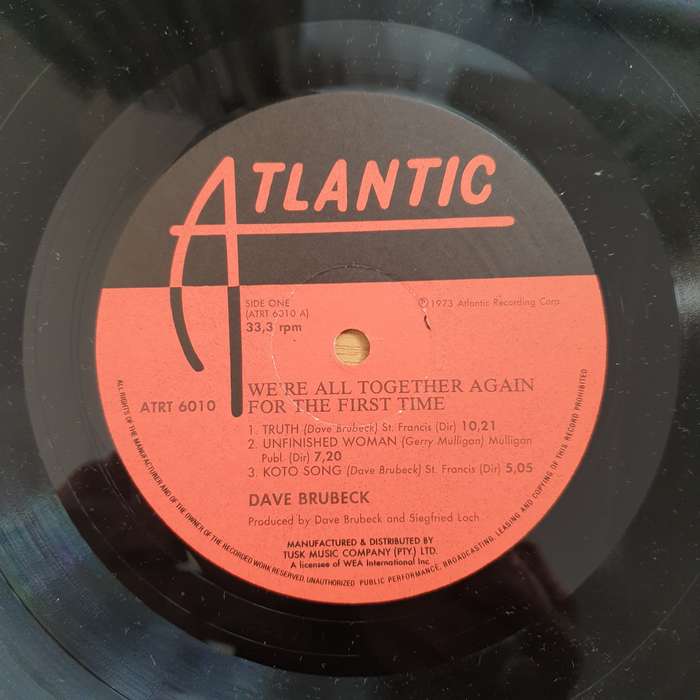 ATLANTIC
SIDE ONE
(ATRT 6010 A)
33,3 rpm
℗ 1973 Atlantic Recording Corp
ATRT 6010
WE'RE ALL TOGETHER AGAIN
FOR THE FIRST TIME
1. TRUTH (Dave Brubeck) St. Francis (Dir) 10,21
2. UNFINISHED WOMAN (Gerry Mulligan) Mulligan
Publ. (Dir) 7,20
3. KOTO SONG (Dave Brubeck) St. Francis (Dir) 5,05
DAVE BRUBECK
Produced by Dave Brubeck and Siegfried Loch
MANUFACTURED & DISTRIBUTED BY
TUSK MUSIC COMPANY (PTY.) LTD.
A licensee of WEA International Inc
ALL RIGHTS OF THE MANUFACTURER AND OF THE OWNER OF THE RECORDED WORK RESERVED. UNAUTHORIZED PUBLIC PERFORMANCE, BROADCASTING, LEADING AND COPYING OF THIS RECORD PROHIBITED